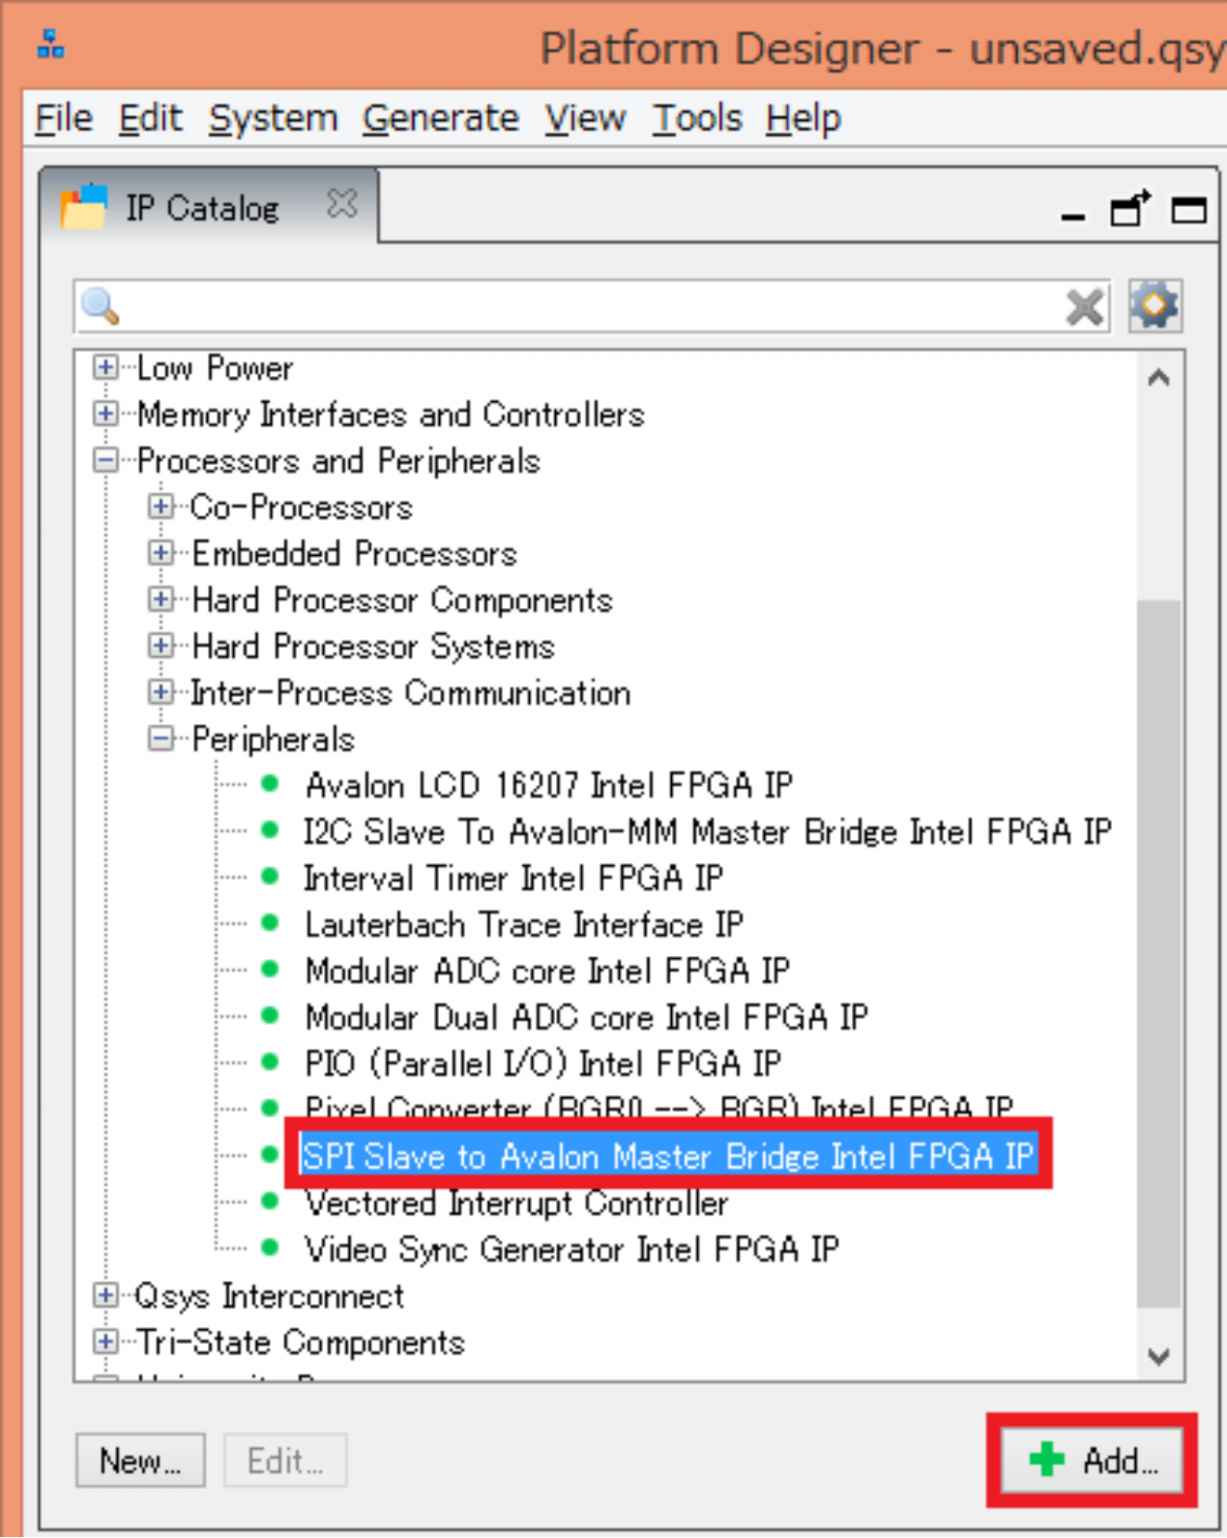 Platform Designer - unsaved.qsy
File Edit System Generate View Tools Help
IP Catalog
Low Power
Memory Interfaces and Controllers
Processors and Peripherals
Co-Processors
Embedded Processors
Hard Processor Components
Hard Processor Systems
Inter-Process Communication
Peripherals
Avalon LCD 16207 Intel FPGA IP
I2C Slave To Avalon-MM Master Bridge Intel FPGA IP
Interval Timer Intel FPGA IP
Lauterbach Trace Interface IP
Modular ADC core Intel FPGA IP
Modular Dual ADC core Intel FPGA IP
PIO (Parallel I/O) Intel FPGA IP
Pixel Converter (BGR0 --> BGR) Intel FPGA IP
SPI Slave to Avalon Master Bridge Intel FPGA IP
Vectored Interrupt Controller
Video Sync Generator Intel FPGA IP
Qsys Interconnect
Tri-State Components
New... Edit... Add...